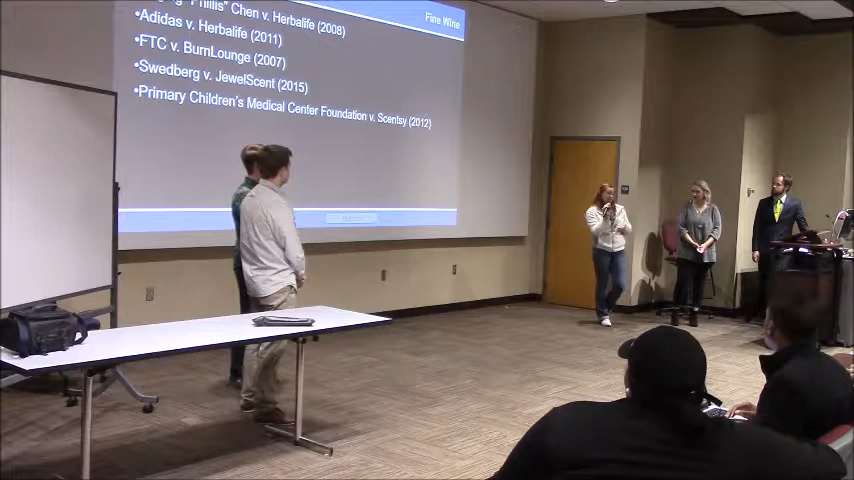 "Phillis" Chen v. Herbalife (2008)
Fine Wine
•Adidas v. Herbalife (2011)
•FTC v. BurnLounge (2007)
•Swedberg v. JewelScent (2015)
•Primary Children's Medical Center Foundation v. Scentsy (2012)